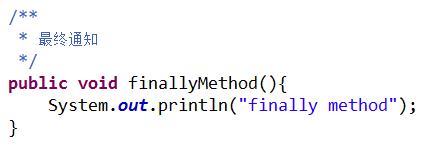 /**
 * 最终通知
 */
public void finallyMethod(){
    System.out.println("finally method");
}